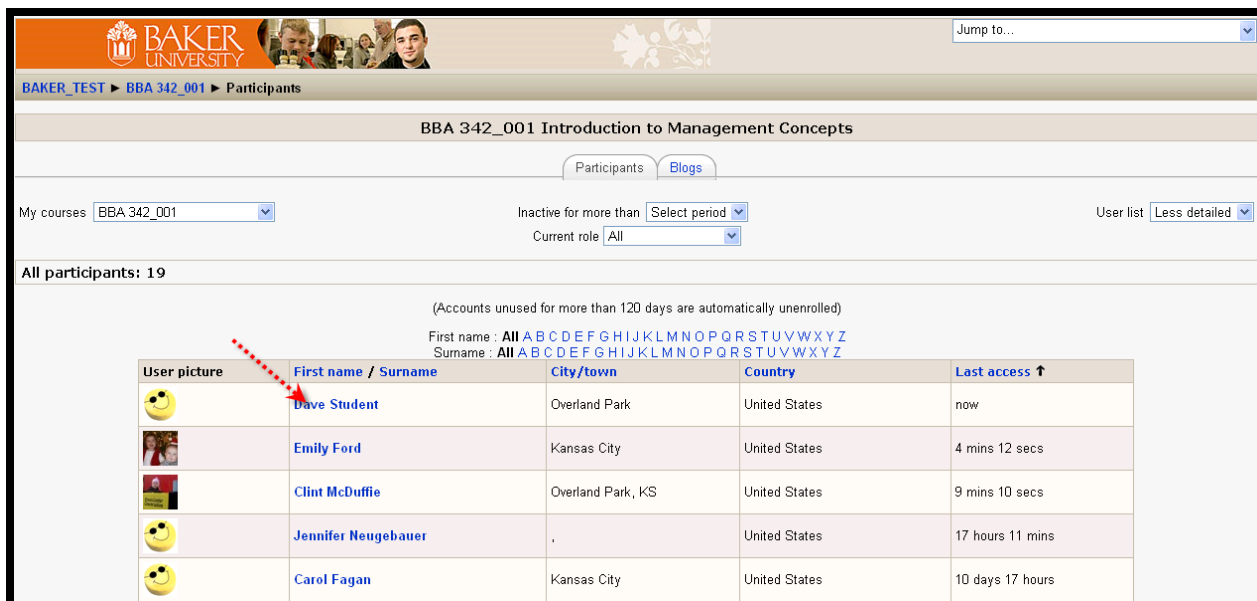 BAKER
UNIVERSITY
Jump to...
BAKER_TEST ► BBA 342_001 ► Participants
BBA 342_001 Introduction to Management Concepts
Participants Blogs
My courses BBA 342_001 Inactive for more than Select period User list Less detailed
Current role All
All participants: 19
(Accounts unused for more than 120 days are automatically unenrolled)
First name : All A B C D E F G H I J K L M N O P Q R S T U V W X Y Z
Surname : All A B C D E F G H I J K L M N O P Q R S T U V W X Y Z
User picture First name / Surname City/town Country Last access ↑
Dave Student Overland Park United States now
Emily Ford Kansas City United States 4 mins 12 secs
Clint McDuffie Overland Park, KS United States 9 mins 10 secs
Jennifer Neugebauer , United States 17 hours 11 mins
Carol Fagan Kansas City United States 10 days 17 hours